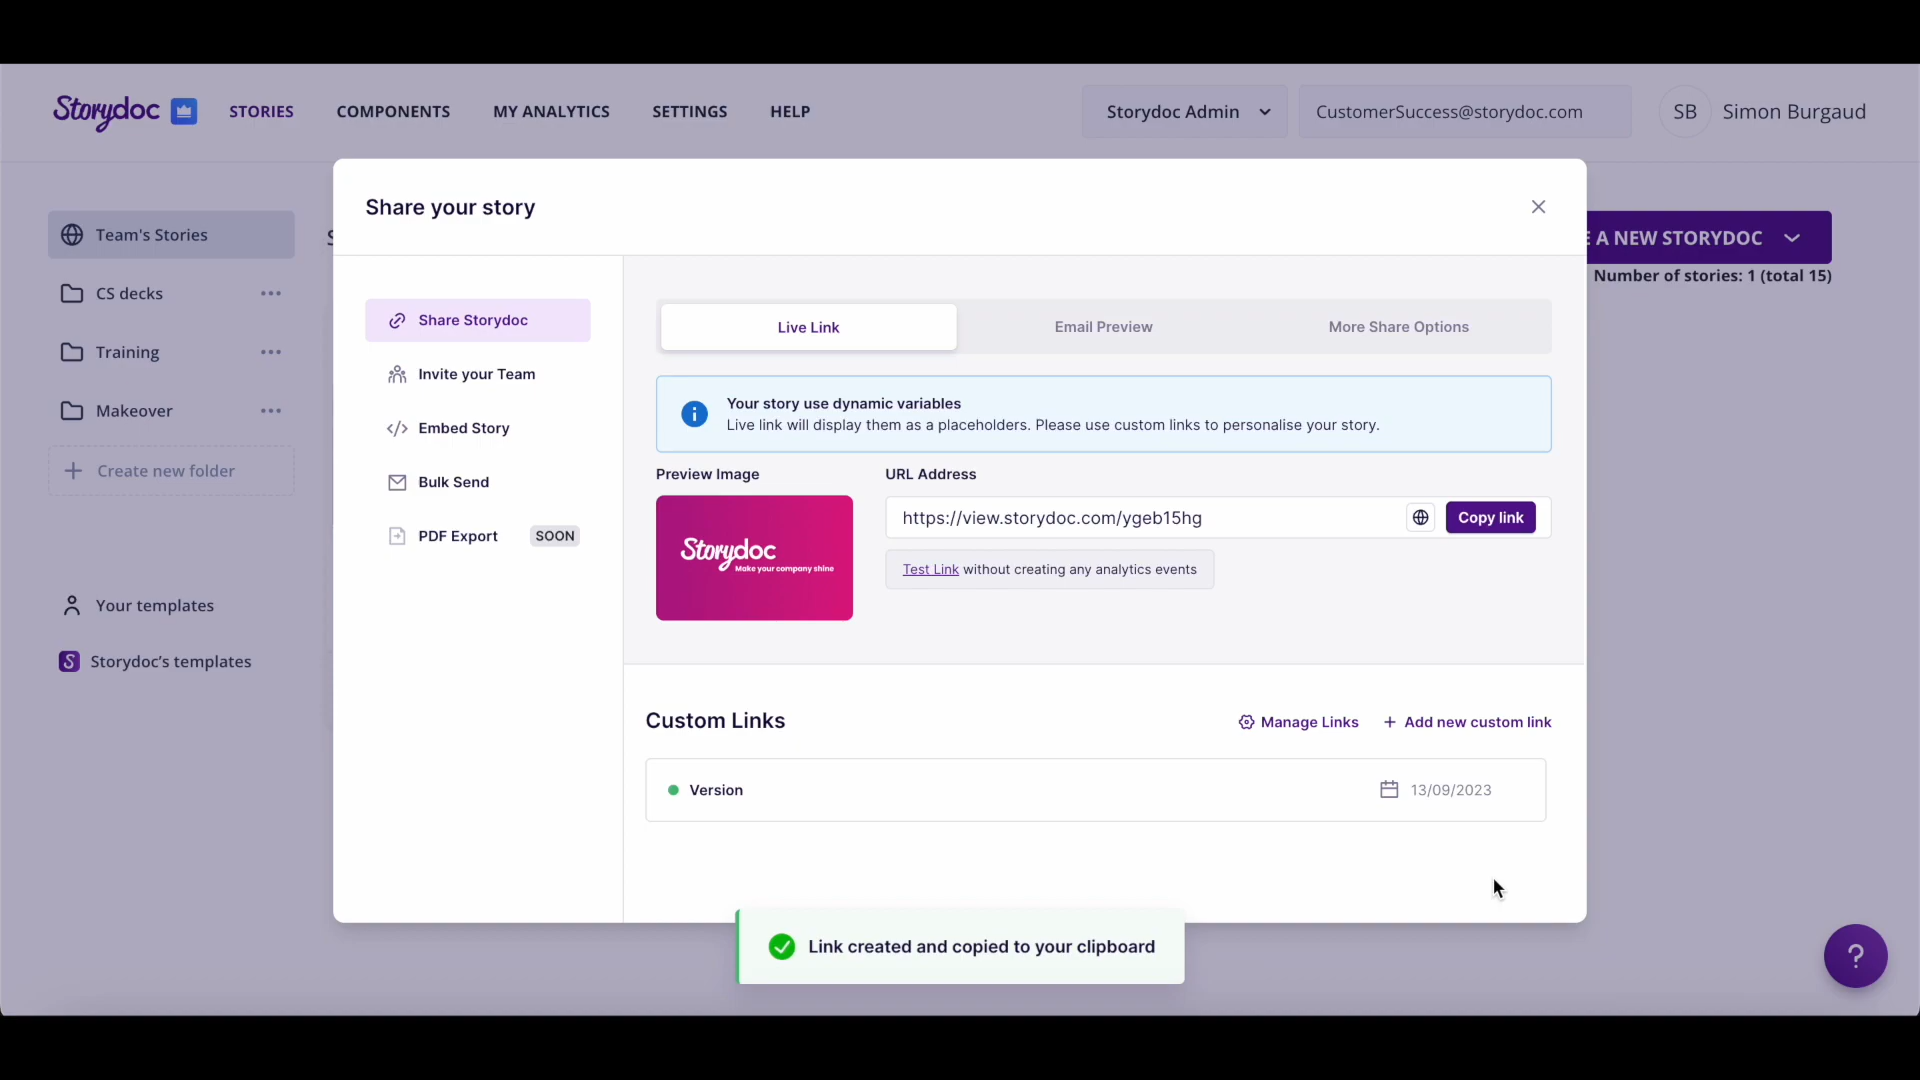 Storydoc STORIES COMPONENTS MY ANALYTICS SETTINGS HELP Storydoc Admin CustomerSuccess@storydoc.com SB Simon Burgaud
Share your story
Team's Stories
A NEW STORYDOC
Number of stories: 1 (total 15)
CS decks
Training
Makeover
Create new folder
Your templates
S Storydoc's templates
Share Storydoc
Invite your Team
Embed Story
Bulk Send
PDF Export SOON
Live Link Email Preview More Share Options
Your story use dynamic variables
Live link will display them as a placeholders. Please use custom links to personalise your story.
Preview Image URL Address
Storydoc
Make your company shine
https://view.storydoc.com/ygeb15hg Copy link
Test Link without creating any analytics events
Custom Links Manage Links + Add new custom link
Version 13/09/2023
Link created and copied to your clipboard
?